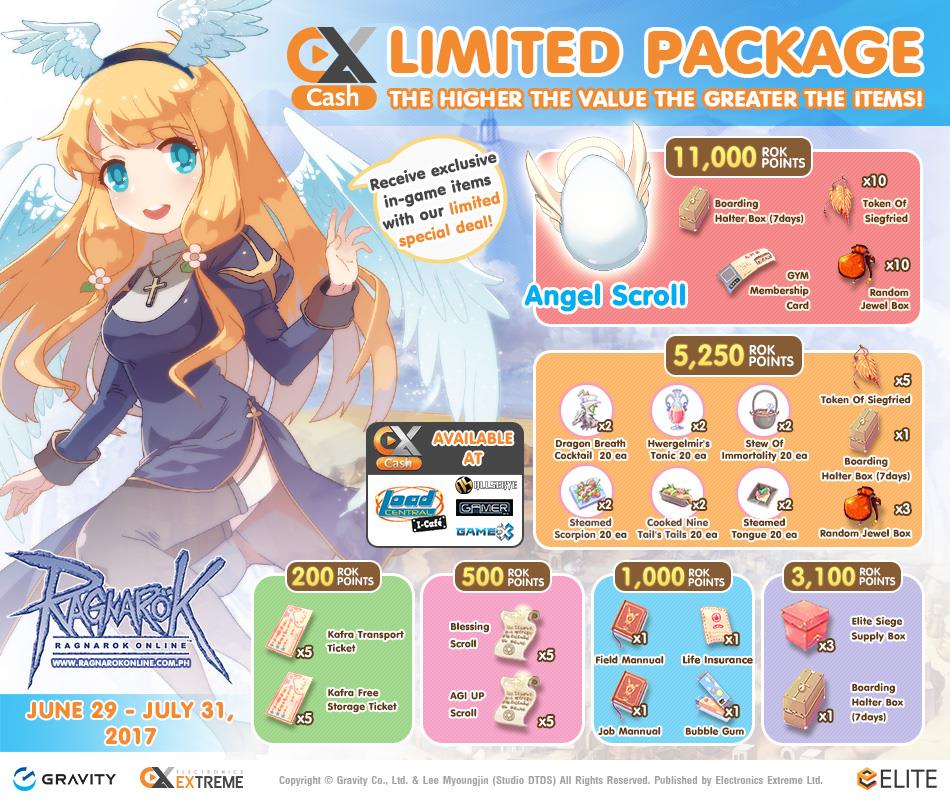 CX
Cash
LIMITED PACKAGE
THE HIGHER THE VALUE THE GREATER THE ITEMS!
Receive exclusive
in-game items
with our limited
special deal!
11,000 ROK POINTS
Angel Scroll
Boarding
Halter Box (7days)
x10
Token Of
Siegfried
GYM
Membership
Card
x10
Random
Jewel Box
5,250 ROK POINTS
x2
Dragon Breath
Cocktail 20 ea
x2
Hwergelmir's
Tonic 20 ea
x2
Stew Of
Immortality 20 ea
x2
Steamed
Scorpion 20 ea
x2
Cooked Nine
Tail's Tails 20 ea
x2
Steamed
Tongue 20 ea
x5
Token Of Siegfried
x1
Boarding
Halter Box (7days)
x3
Random Jewel Box
CX
Cash
AVAILABLE
AT
Load
CENTRAL
I-Café
GAMER
GAMEX3
200 ROK POINTS
x5
Kafra Transport
Ticket
x5
Kafra Free
Storage Ticket
500 ROK POINTS
Blessing
Scroll
x5
AGI UP
Scroll
x5
1,000 ROK POINTS
x1
Field Mannual
x1
Life Insurance
x1
Job Mannual
x1
Bubble Gum
3,100 ROK POINTS
x3
Elite Siege
Supply Box
x1
Boarding
Halter Box
(7days)
RAGNAROK
RAGNAROK ONLINE
WWW.RAGNAROKONLINE.COM.PH
JUNE 29 - JULY 31,
2017
GRAVITY
CX ELECTRONICS
EXTREME
Copyright © Gravity Co., Ltd. & Lee Myoungjin (Studio DTDS) All Rights Reserved. Published by Electronics Extreme Ltd.
ELITE